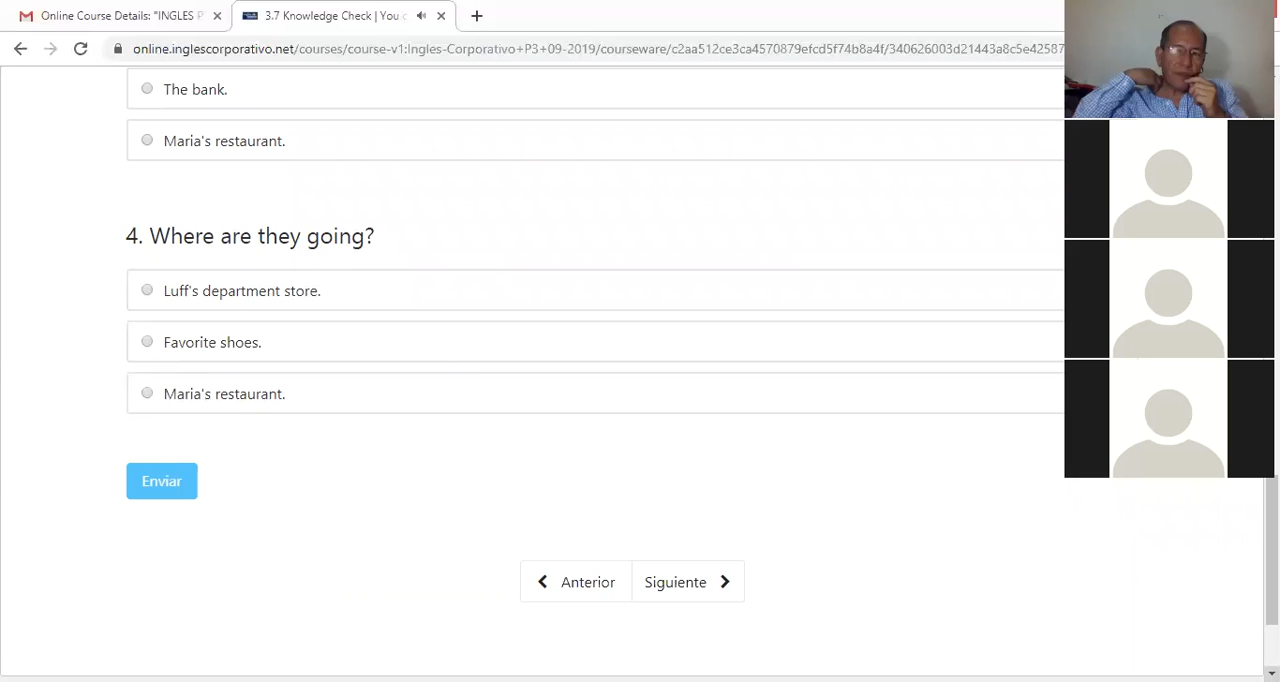 Online Course Details: "INGLES P
3.7 Knowledge Check | You c
online.inglescorporativo.net/courses/course-v1:Ingles-Corporativo+P3+09-2019/courseware/c2aa512ce3ca4570879efcd5f74b8a4f/340626003d21443a8c5e42587
The bank.
Maria's restaurant.
4. Where are they going?
Luff's department store.
Favorite shoes.
Maria's restaurant.
Enviar
Anterior Siguiente